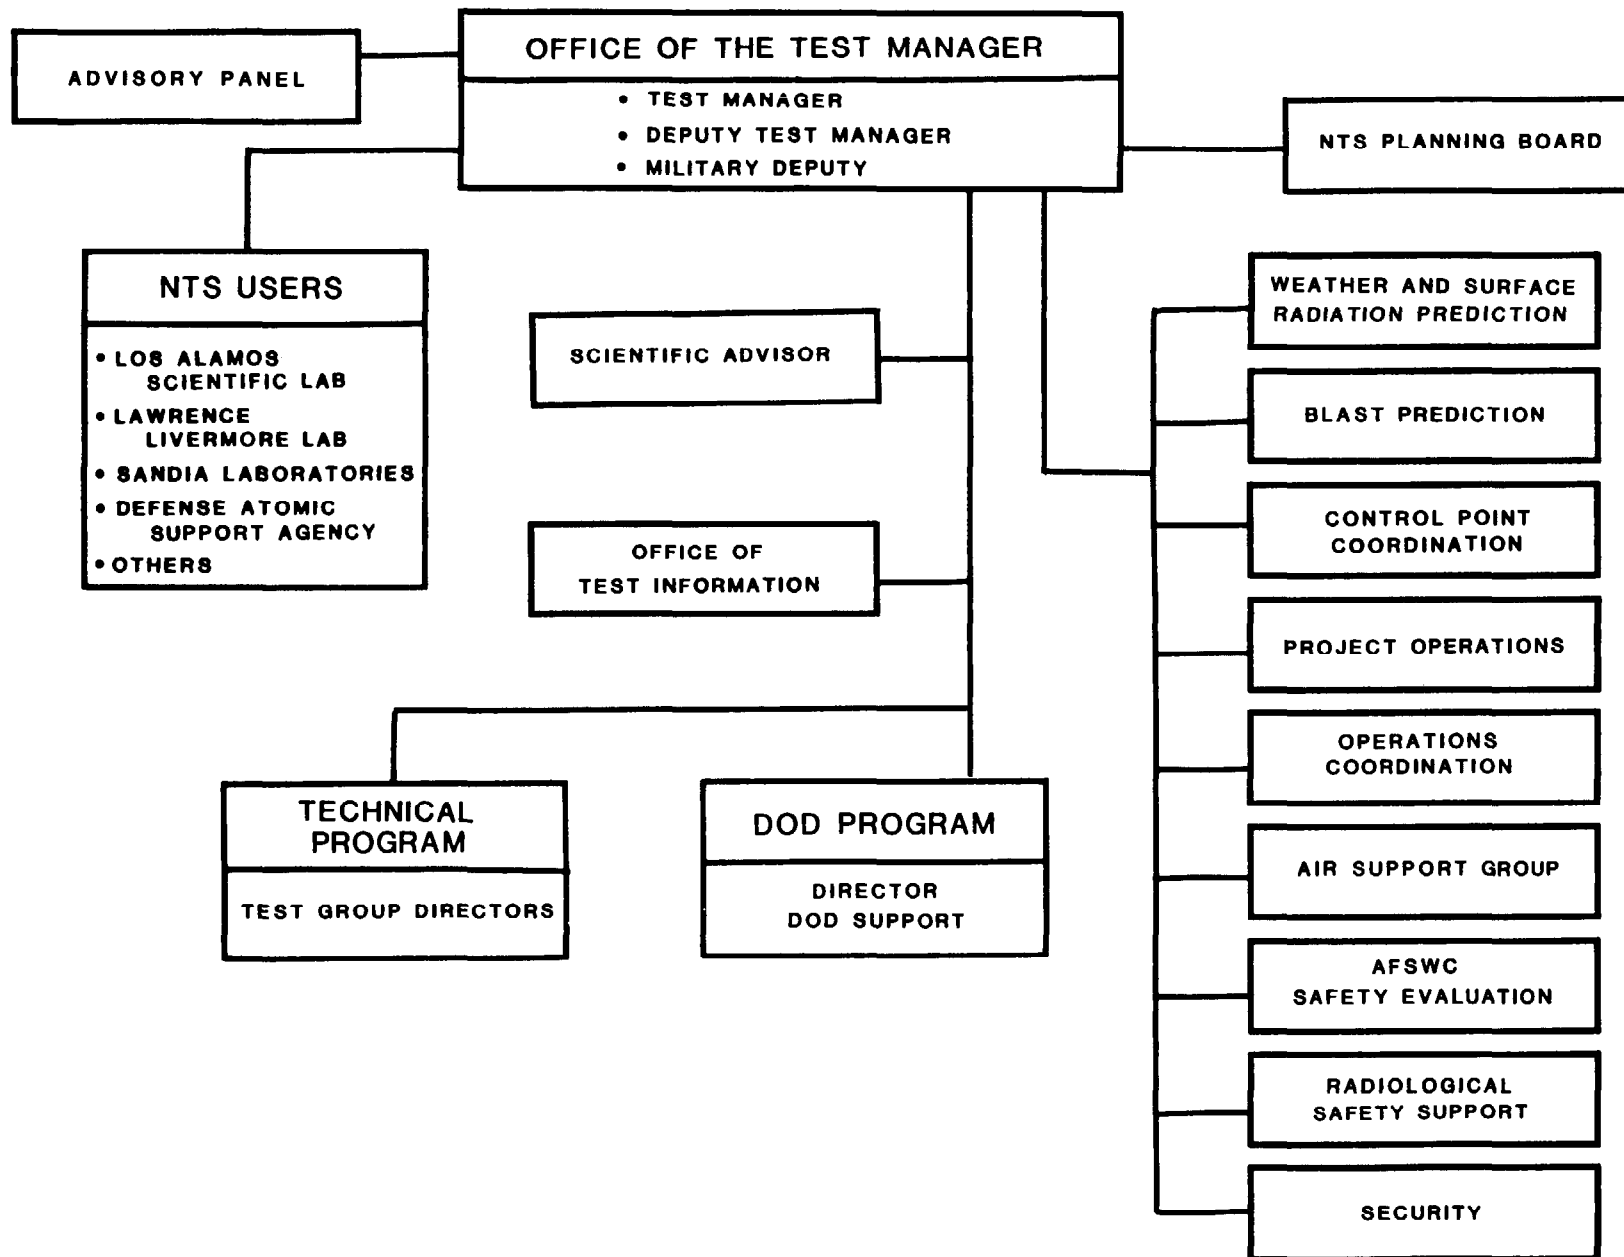 OFFICE OF THE TEST MANAGER
• TEST MANAGER
• DEPUTY TEST MANAGER
• MILITARY DEPUTY
ADVISORY PANEL
NTS PLANNING BOARD
NTS USERS
• LOS ALAMOS
SCIENTIFIC LAB
• LAWRENCE
LIVERMORE LAB
• SANDIA LABORATORIES
• DEFENSE ATOMIC
SUPPORT AGENCY
• OTHERS
SCIENTIFIC ADVISOR
OFFICE OF
TEST INFORMATION
TECHNICAL
PROGRAM
TEST GROUP DIRECTORS
DOD PROGRAM
DIRECTOR
DOD SUPPORT
WEATHER AND SURFACE
RADIATION PREDICTION
BLAST PREDICTION
CONTROL POINT
COORDINATION
PROJECT OPERATIONS
OPERATIONS
COORDINATION
AIR SUPPORT GROUP
AFSWC
SAFETY EVALUATION
RADIOLOGICAL
SAFETY SUPPORT
SECURITY